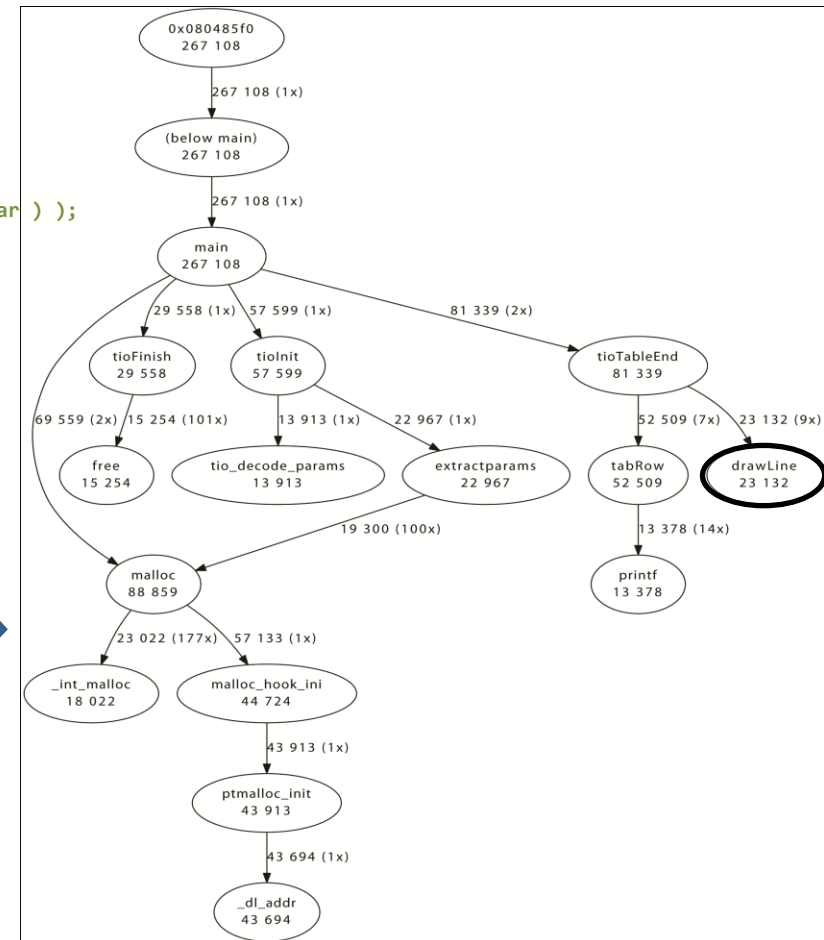 0x080485f0
267 108
267 108 (1x)
(below main)
267 108
267 108 (1x)
ar ) );
main
267 108
29 558 (1x)
57 599 (1x)
81 339 (2x)
tioFinish
29 558
tioInit
57 599
tioTableEnd
81 339
69 559 (2x)
15 254 (101x)
13 913 (1x)
22 967 (1x)
52 509 (7x)
23 132 (9x)
free
15 254
tio_decode_params
13 913
extractparams
22 967
tabRow
52 509
drawLine
23 132
19 300 (100x)
13 378 (14x)
malloc
88 859
printf
13 378
23 022 (177x)
57 133 (1x)
_int_malloc
18 022
malloc_hook_ini
44 724
43 913 (1x)
ptmalloc_init
43 913
43 694 (1x)
_dl_addr
43 694